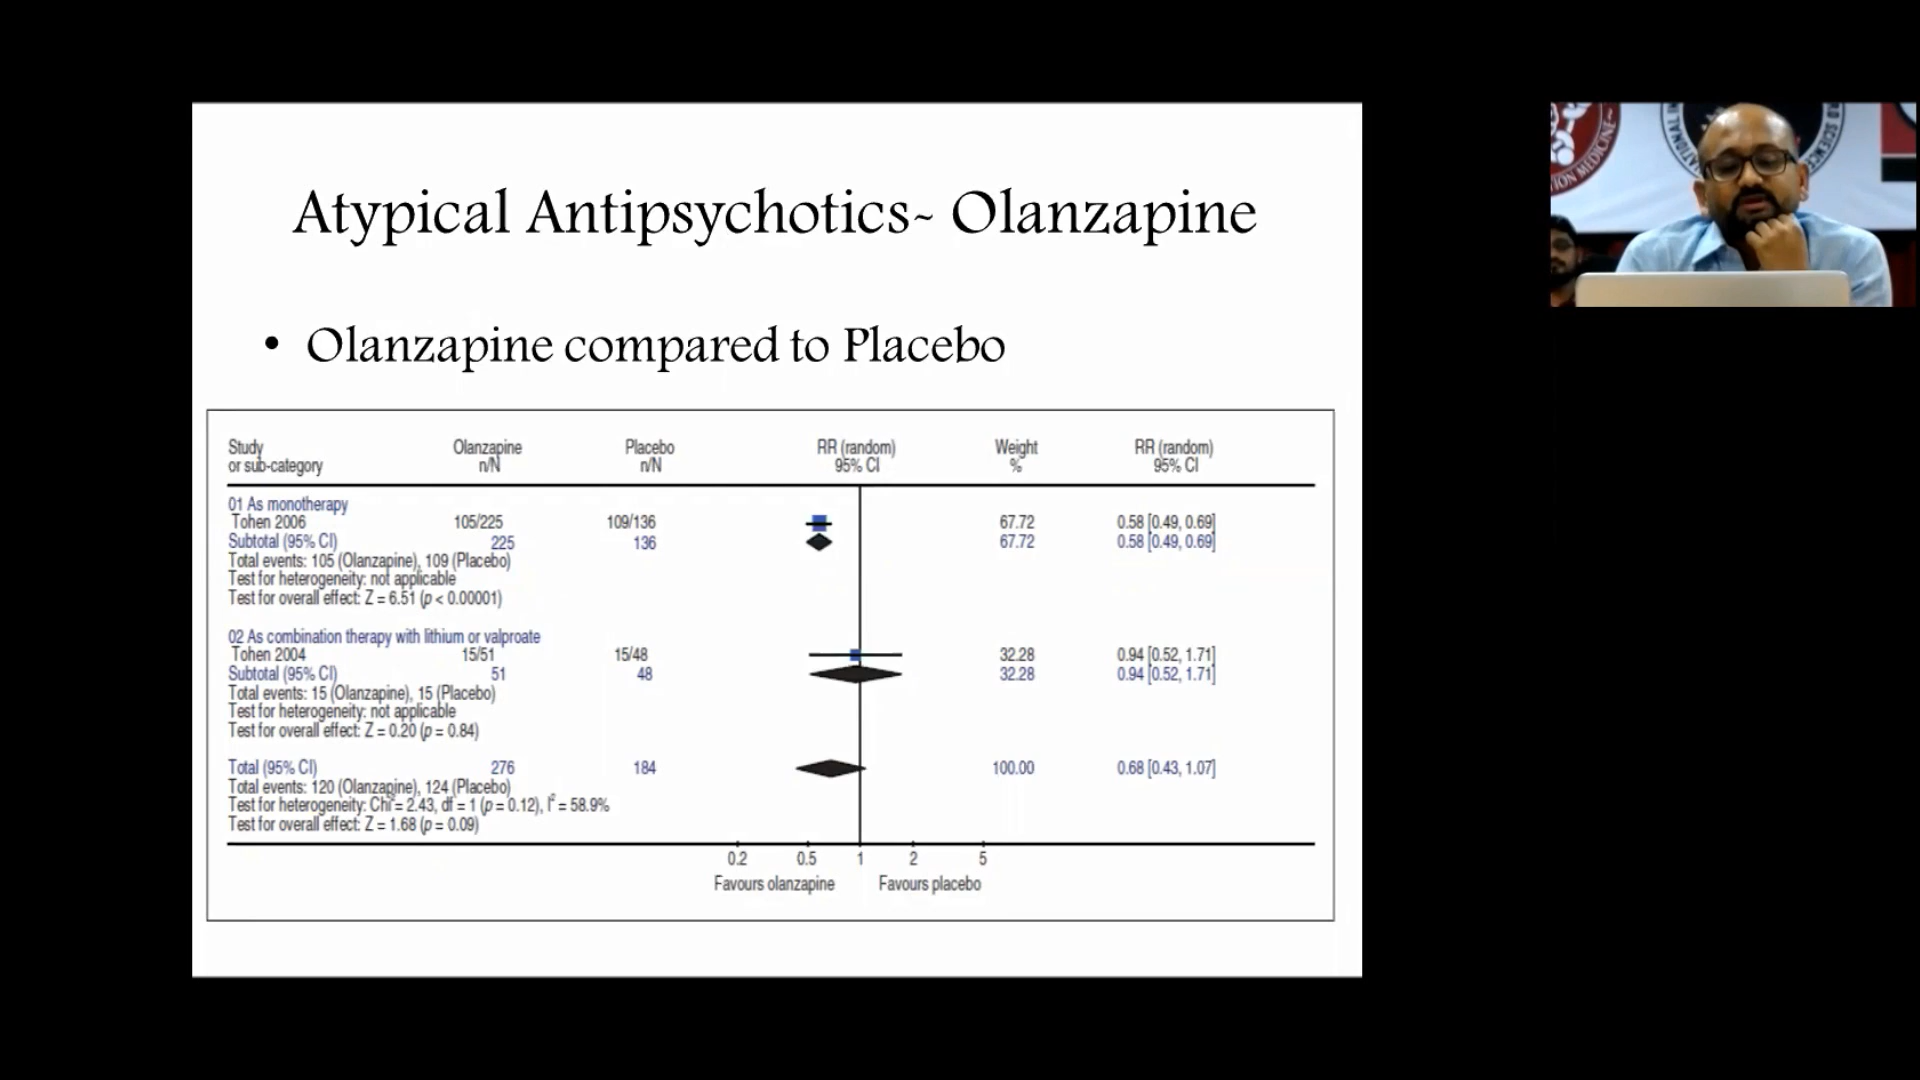 Atypical Antipsychotics- Olanzapine
• Olanzapine compared to Placebo
Study Olanzapine Placebo RR (random) Weight RR (random)
or sub-category n/N n/N 95% CI % 95% CI
01 As monotherapy
Tohen 2006 105/225 109/136 67.72 0.58 [0.49, 0.69]
Subtotal (95% CI) 225 136 67.72 0.58 [0.49, 0.69]
Total events: 105 (Olanzapine), 109 (Placebo)
Test for heterogeneity: not applicable
Test for overall effect: Z = 6.51 (p < 0.00001)
02 As combination therapy with lithium or valproate
Tohen 2004 15/51 15/48 32.28 0.94 [0.52, 1.71]
Subtotal (95% CI) 51 48 32.28 0.94 [0.52, 1.71]
Total events: 15 (Olanzapine), 15 (Placebo)
Test for heterogeneity: not applicable
Test for overall effect: Z = 0.20 (p = 0.84)
Total (95% CI) 276 184 100.00 0.68 [0.43, 1.07]
Total events: 120 (Olanzapine), 124 (Placebo)
Test for heterogeneity: Chi² = 2.43, df = 1 (p = 0.12), I² = 58.9%
Test for overall effect: Z = 1.68 (p = 0.09)
0.2 0.5 1 2 5
Favours olanzapine Favours placebo
MEDICINE